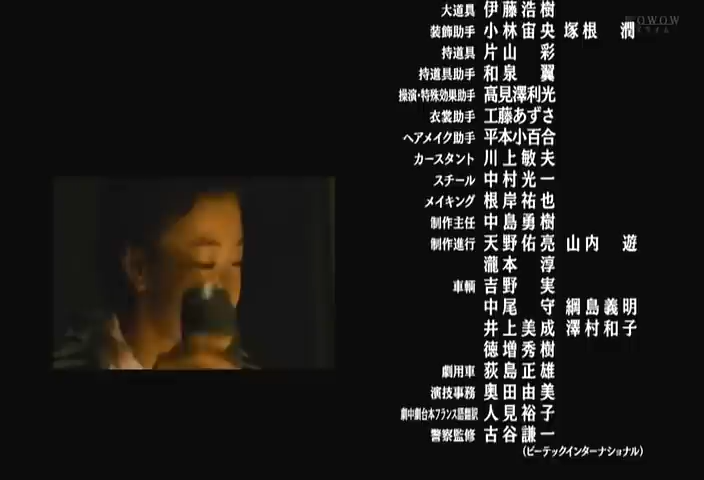 大道具 伊藤浩樹
WOWOW
装飾助手 小林宙央 塚根 潤
プライム
持道具 片山 彩
持道具助手 和泉 翼
操演・特殊効果助手 高見澤利光
衣裳助手 工藤あずさ
ヘアメイク助手 平本小百合
カースタント 川上敏夫
スチール 中村光一
メイキング 根岸祐也
制作主任 中島勇樹
制作進行 天野佑亮 山内 遊
瀧本 淳
車輌 吉野 実
中尾 守 綱島義明
井上美成 澤村和子
徳増秀樹
劇用車 荻島正雄
演技事務 奥田由美
劇中劇台本フランス語翻訳 人見裕子
警察監修 古谷謙一
(ビーテックインターナショナル)